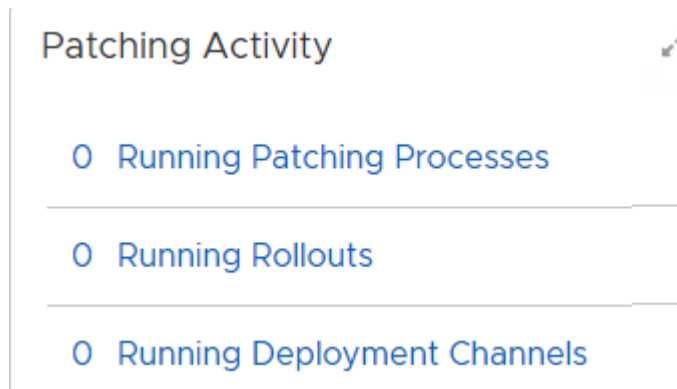 Patching Activity
0 Running Patching Processes
0 Running Rollouts
0 Running Deployment Channels